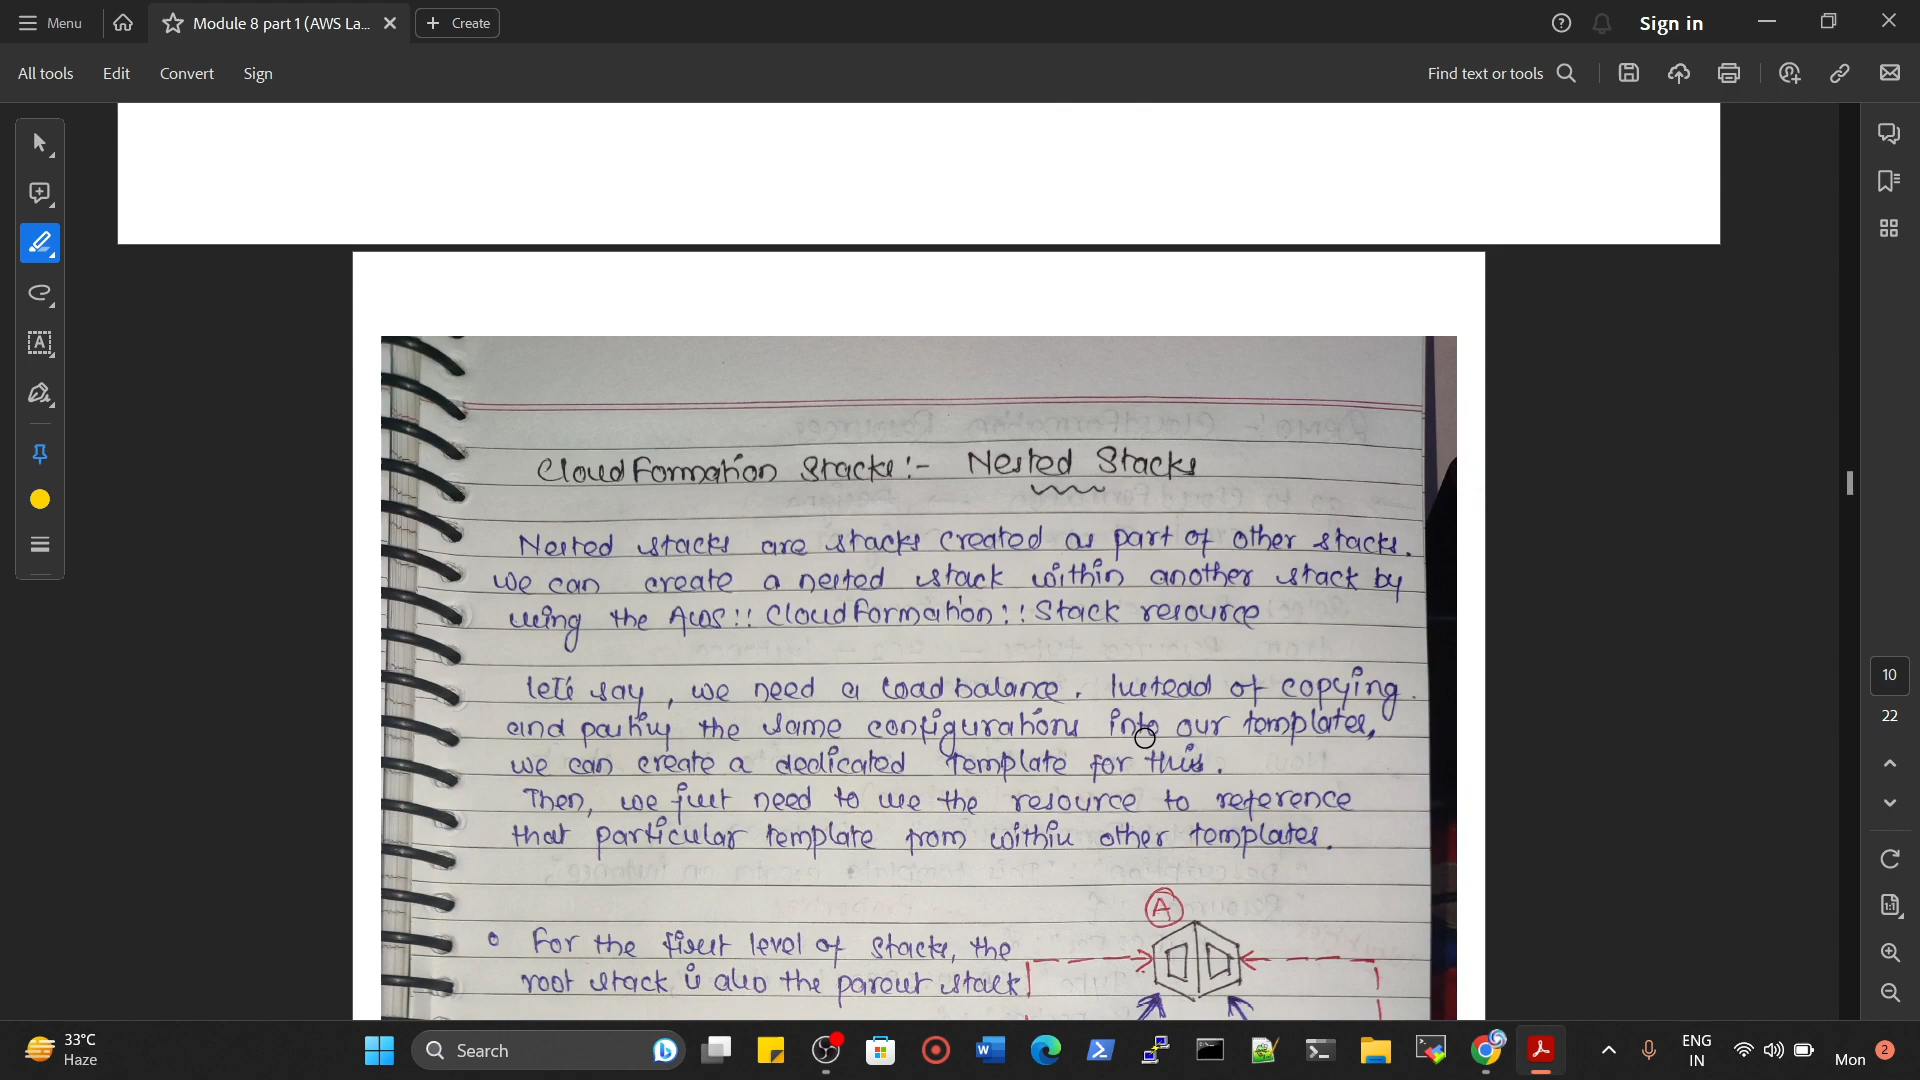 Menu
Module 8 part 1 (AWS La...
Create
Sign in
All tools
Edit
Convert
Sign
Find text or tools
CloudFormation Stacks:- Nested Stacks
Nested stacks are stacks created as part of other stacks.
we can create a nested stack within another stack by
using the AWS:: CloudFormation::Stack resource
let's say, we need a load balance. Instead of copying
and pasting the same configurations into our templates,
we can create a dedicated template for this.
Then, we just need to use the resource to reference
that particular template from within other templates.
A
For the first level of stacks, the
root stack is also the parent stack
10
22
1:1
33°C
Haze
Search
ENG
IN
Mon
2